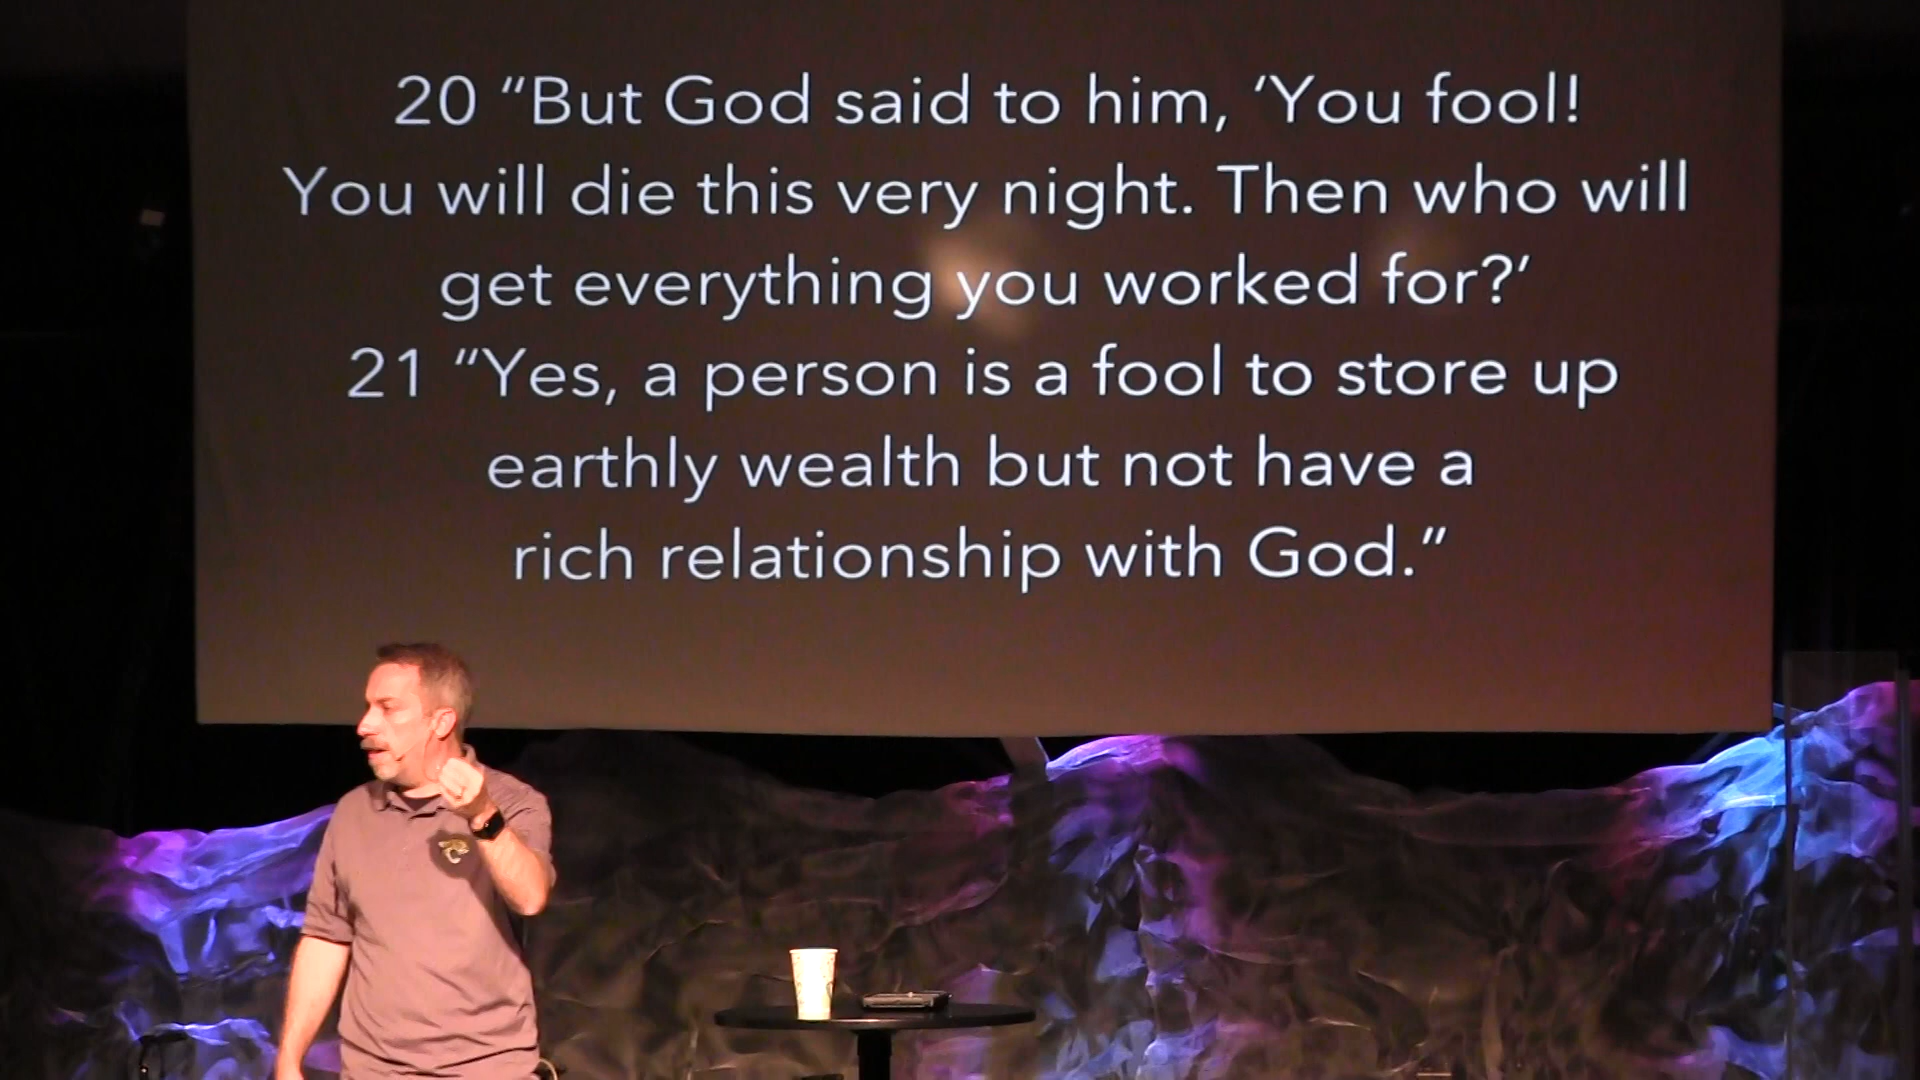 20 “But God said to him, ‘You fool!
You will die this very night. Then who will
get everything you worked for?’
21 “Yes, a person is a fool to store up
earthly wealth but not have a
rich relationship with God.”